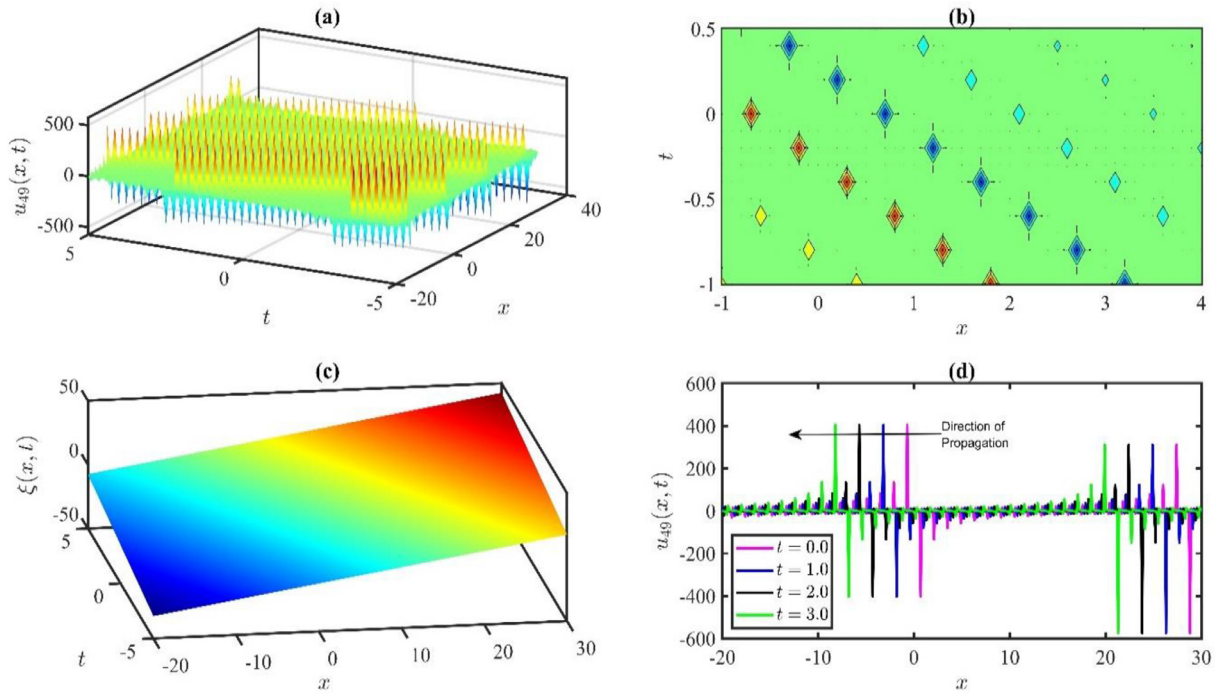 (a)
500
0
-500
u₄₉(x, t)
5
0
-5
t
-20
0
20
40
x
(b)
0.5
0
-0.5
-1
t
-1 0 1 2 3 4
x
(c)
50
0
-50
ξ(x, t)
5
0
-5
t
-20 -10 0 10 20 30
x
(d)
600
400
200
0
-200
-400
-600
u₄₉(x, t)
Direction of
Propagation
t = 0.0
t = 1.0
t = 2.0
t = 3.0
-20 -10 0 10 20 30
x